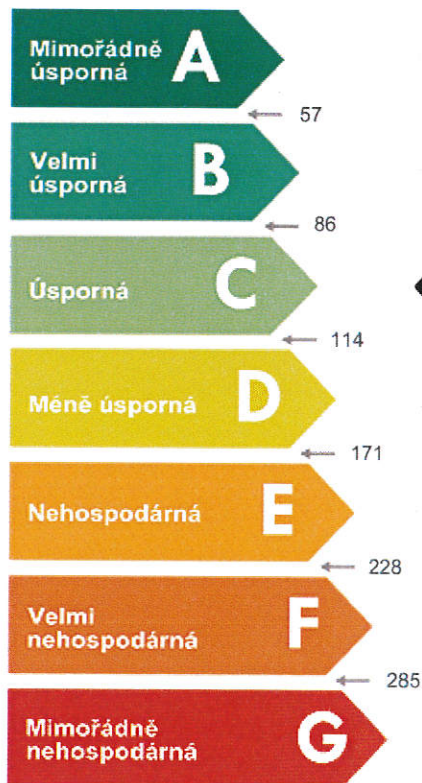 Mimořádně
úsporná
A
57
Velmi
úsporná
B
86
Úsporná
C
114
Méně úsporná
D
171
Nehospodárná
E
228
Velmi
nehospodárná
F
285
Mimořádně
nehospodárná
G